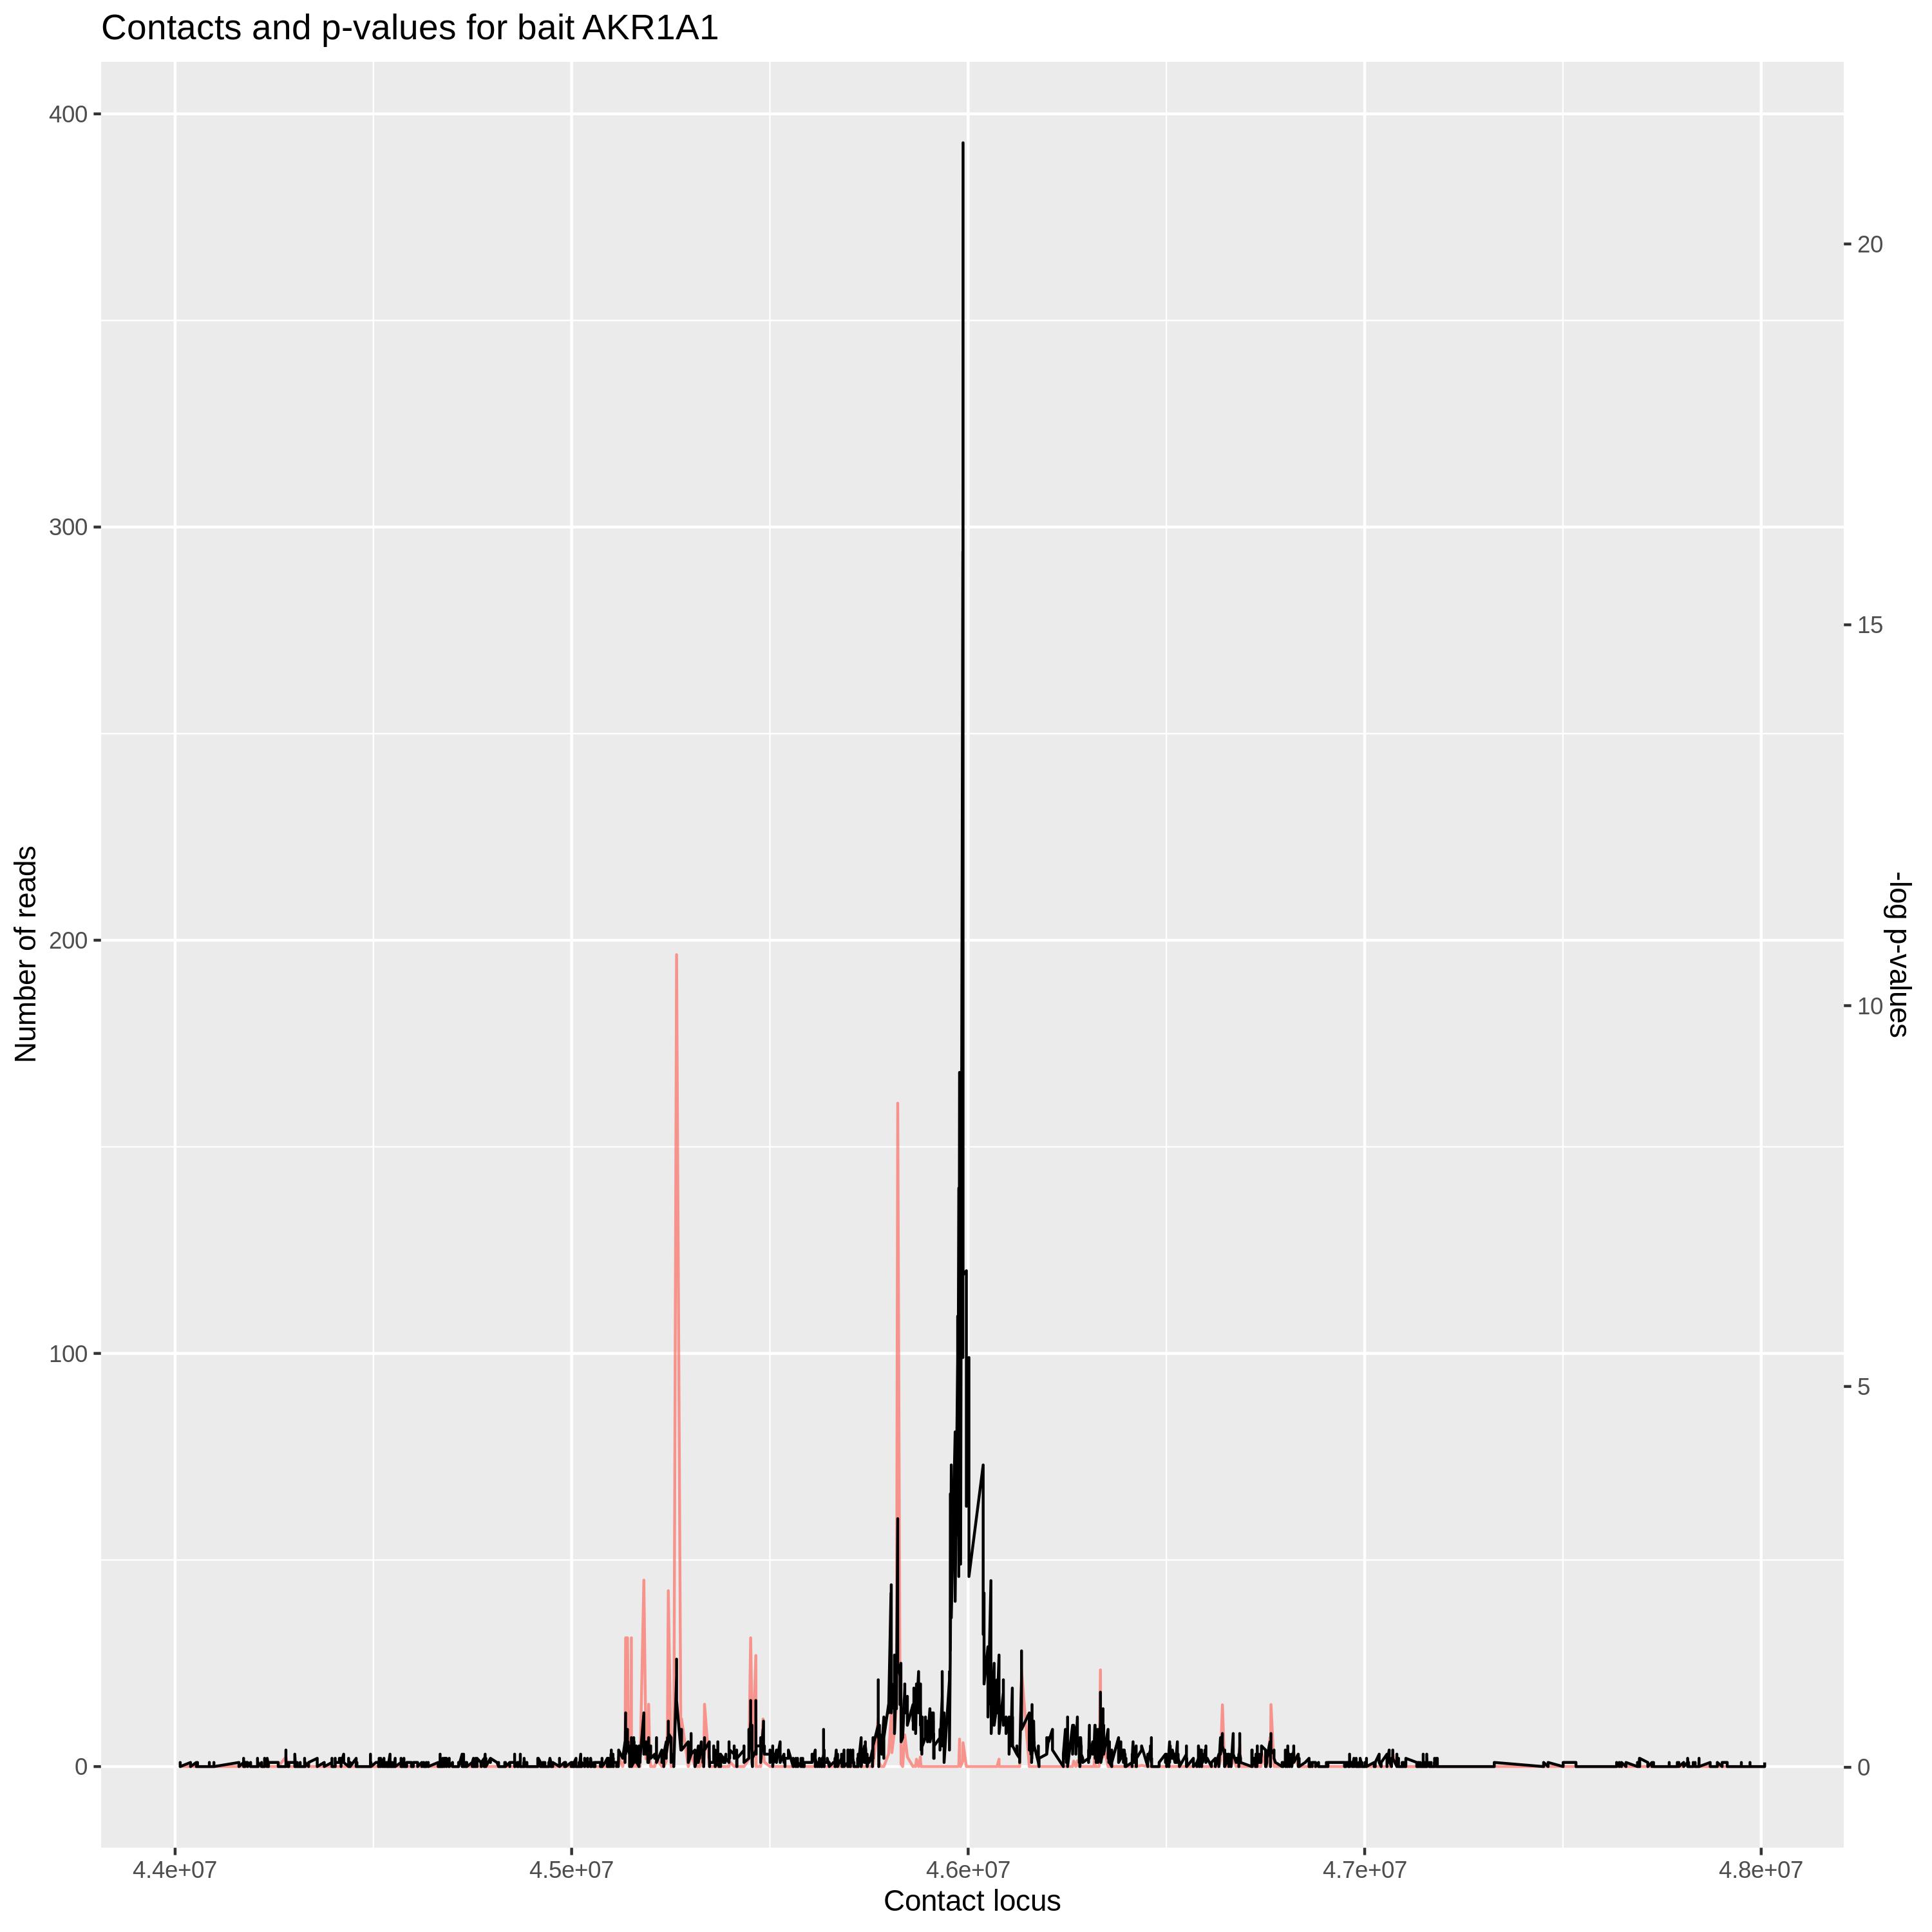 Contacts and p-values for bait AKR1A1
400
300
200
100
0
Number of reads
20
15
10
5
0
-log p-values
4.4e+07
4.5e+07
4.6e+07
4.7e+07
4.8e+07
Contact locus